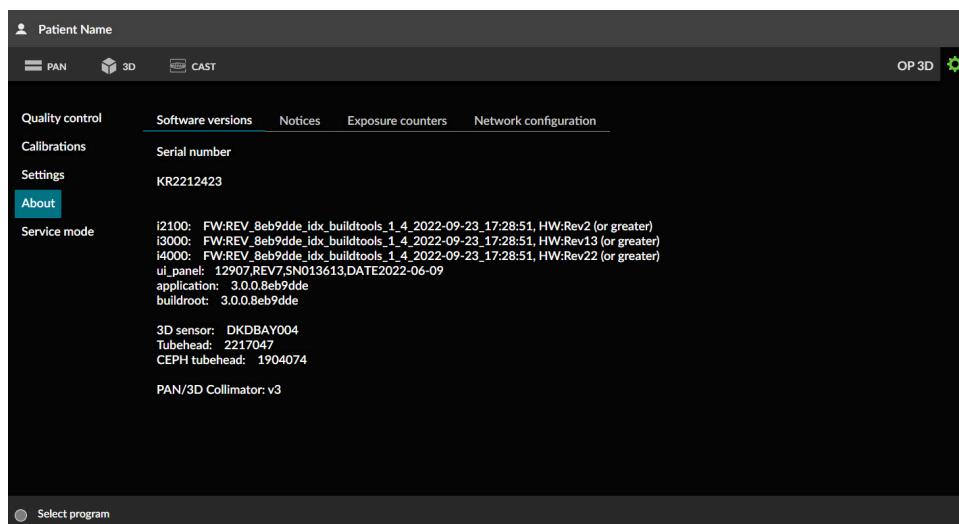 Patient Name
PAN 3D CAST OP 3D
Quality control
Calibrations
Settings
About
Service mode
Software versions Notices Exposure counters Network configuration
Serial number
KR2212423
i2100: FW:REV_8eb9dde_idx_buildtools_1_4_2022-09-23_17:28:51, HW:Rev2 (or greater)
i3000: FW:REV_8eb9dde_idx_buildtools_1_4_2022-09-23_17:28:51, HW:Rev13 (or greater)
i4000: FW:REV_8eb9dde_idx_buildtools_1_4_2022-09-23_17:28:51, HW:Rev22 (or greater)
ui_panel: 12907,REV7,SN013613,DATE2022-06-09
application: 3.0.0.8eb9dde
buildroot: 3.0.0.8eb9dde
3D sensor: DKDBAY004
Tubehead: 2217047
CEPH tubehead: 1904074
PAN/3D Collimator: v3
Select program